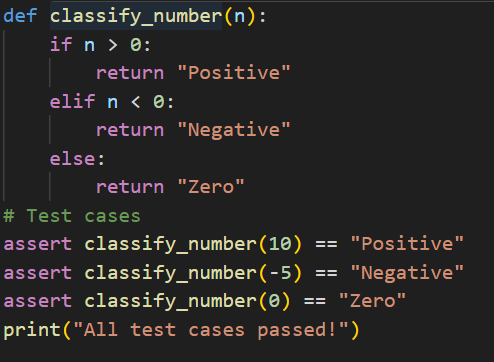 def classify_number(n):
    if n > 0:
        return "Positive"
    elif n < 0:
        return "Negative"
    else:
        return "Zero"
# Test cases
assert classify_number(10) == "Positive"
assert classify_number(-5) == "Negative"
assert classify_number(0) == "Zero"
print("All test cases passed!")